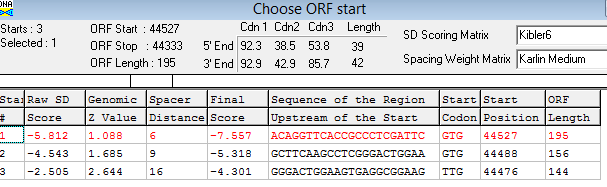 DNA
Choose ORF start
Starts : 3 ORF Start : 44527 Cdn 1 Cdn2 Cdn3 Length SD Scoring Matrix Kibler6
Selected : 1 ORF Stop : 44333 5' End 92.3 38.5 53.8 39
ORF Length : 195 3' End 92.9 42.9 85.7 42 Spacing Weight Matrix Karlin Medium
Star Raw SD Genomic Spacer Final Sequence of the Region Start Start ORF
# Score Z Value Distance Score Upstream of the Start Codon Position Length
1 -5.812 1.088 6 -7.557 ACAGGTTCACCGCCCTCGATTC GTG 44527 195
2 -4.543 1.685 9 -5.318 GCTTCAAGCCTCGGGACTGGAA GTG 44488 156
3 -2.505 2.644 16 -4.301 GGGACTGGAAGTGAGGCGGAAG TTG 44476 144